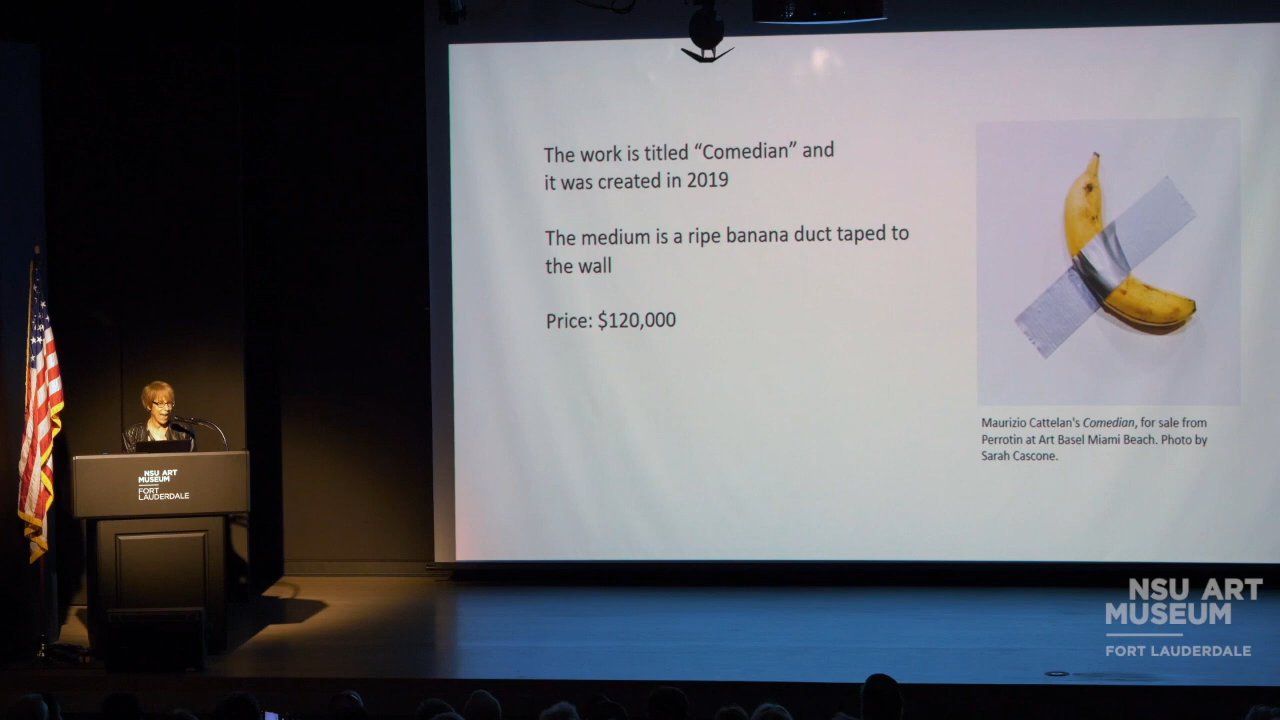 The work is titled “Comedian” and
it was created in 2019
The medium is a ripe banana duct taped to
the wall
Price: $120,000
Maurizio Cattelan's Comedian, for sale from
Perrotin at Art Basel Miami Beach. Photo by
Sarah Cascone.
NSU ART
MUSEUM
FORT
LAUDERDALE
NSU ART
MUSEUM
FORT LAUDERDALE